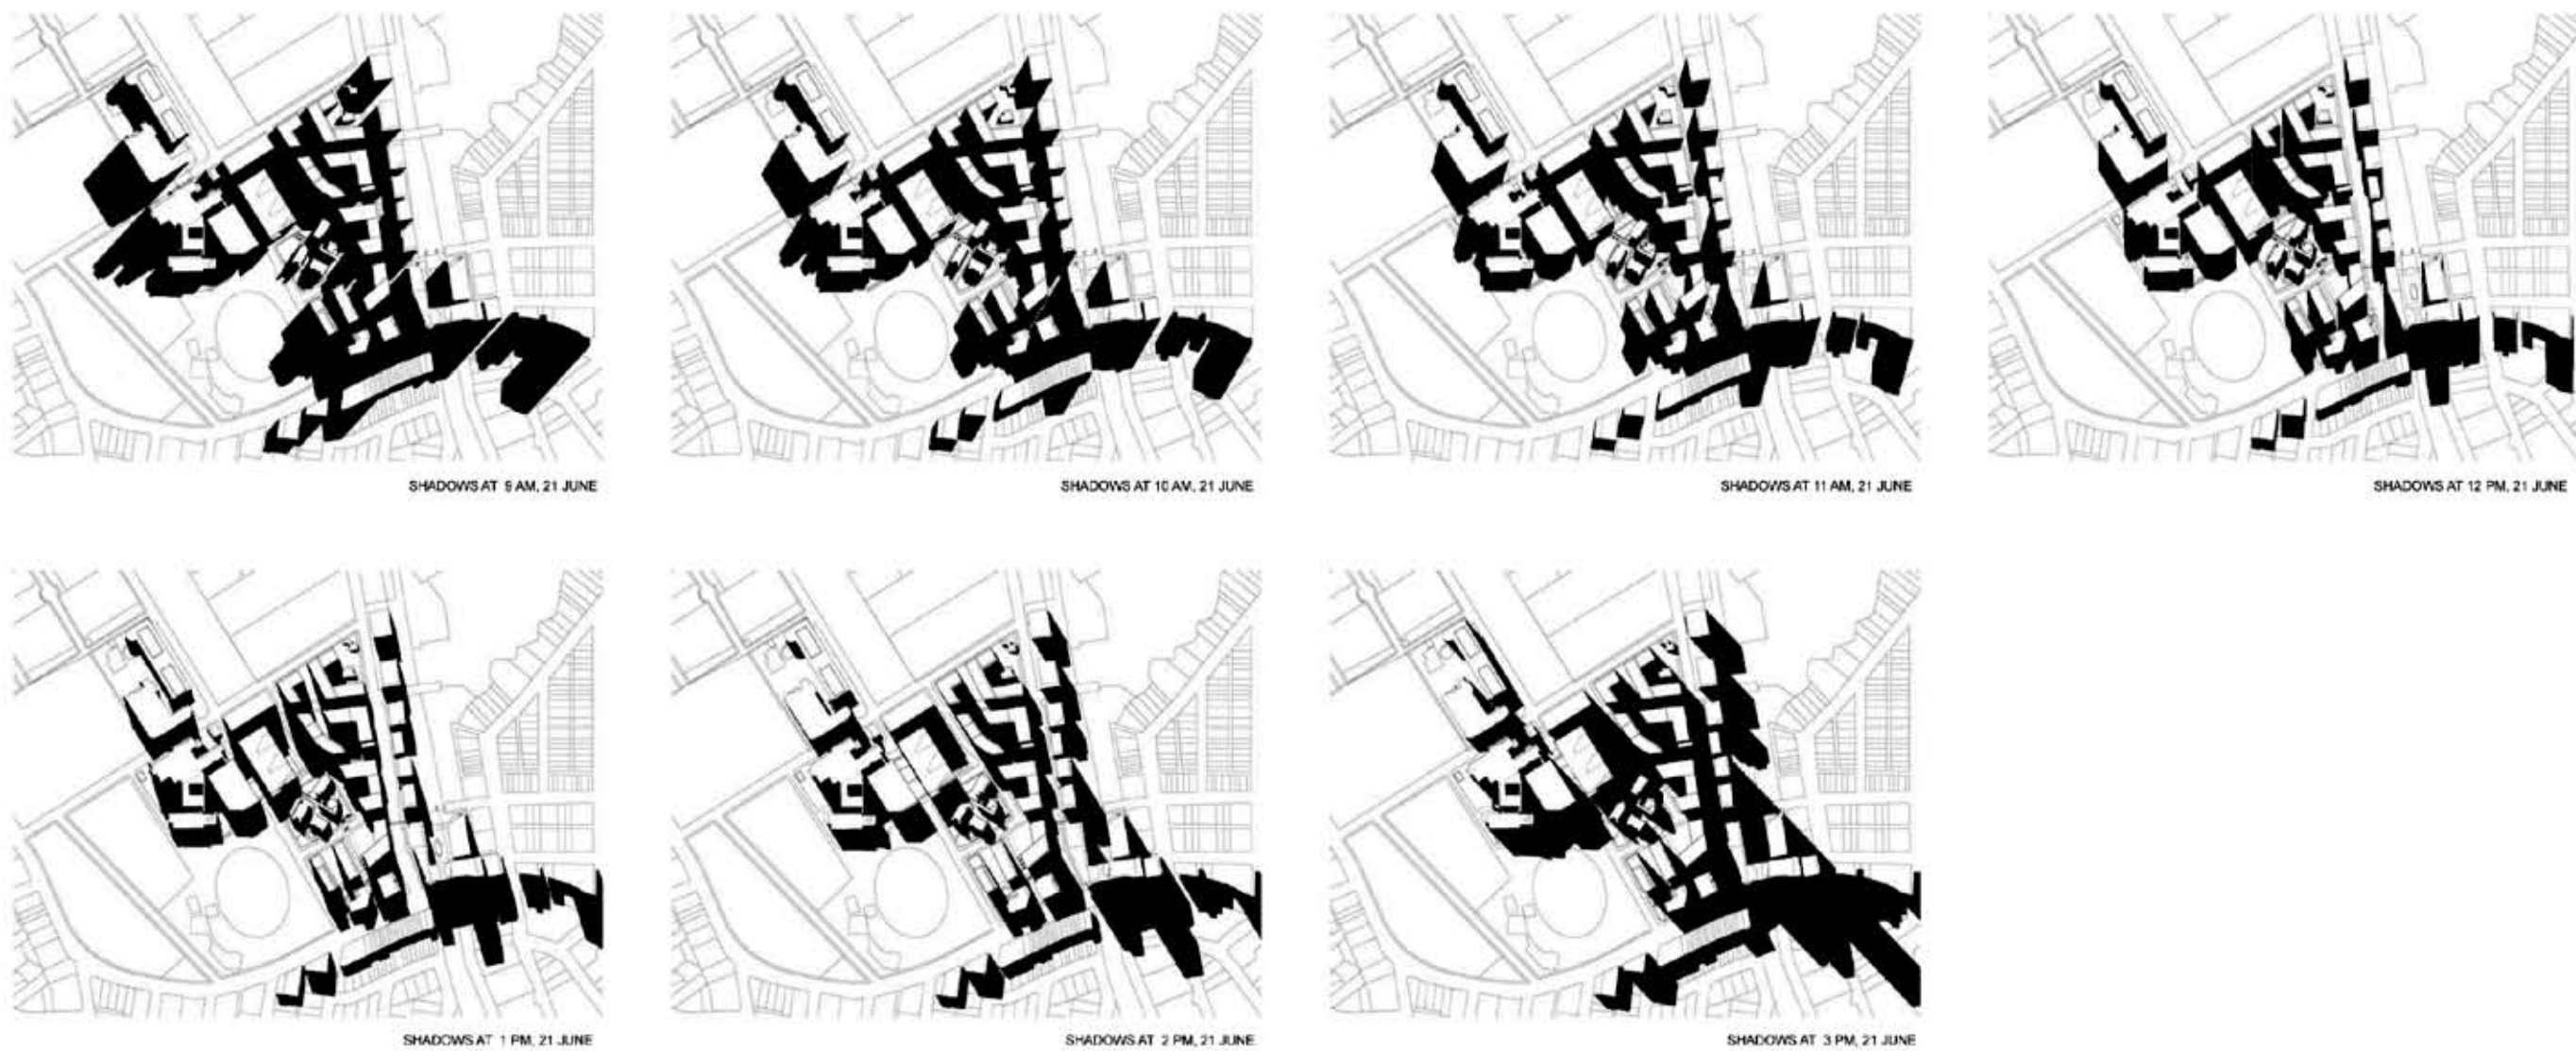 SHADOWS AT 9 AM, 21 JUNE
SHADOWS AT 10 AM, 21 JUNE
SHADOWS AT 11 AM, 21 JUNE
SHADOWS AT 12 PM, 21 JUNE
SHADOWS AT 1 PM, 21 JUNE
SHADOWS AT 2 PM, 21 JUNE
SHADOWS AT 3 PM, 21 JUNE